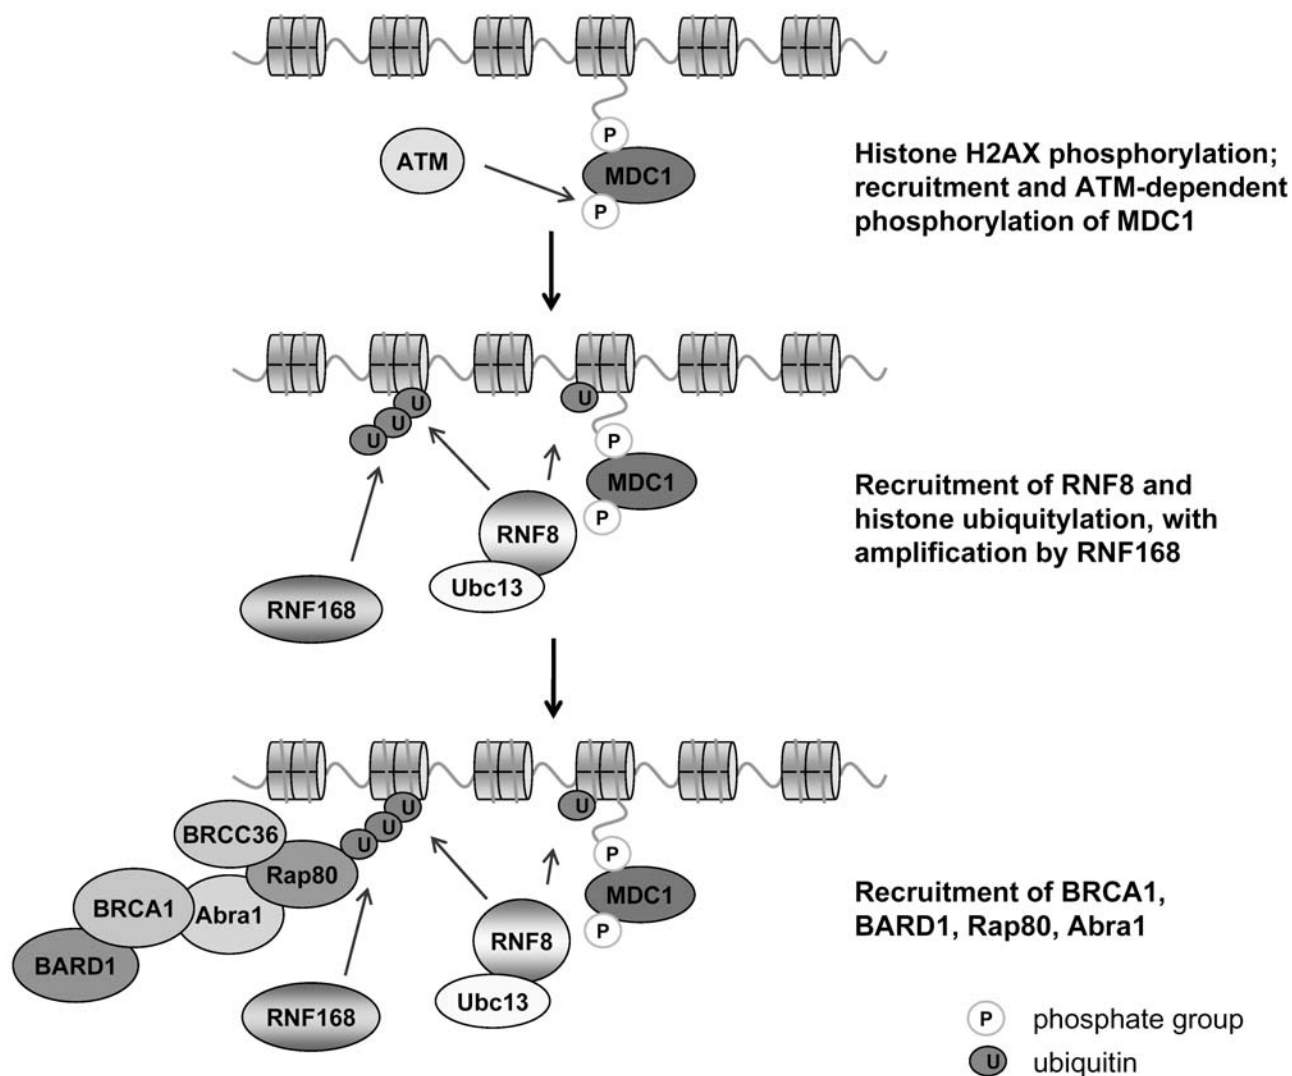 P
ATM
MDC1
P
Histone H2AX phosphorylation;
recruitment and ATM-dependent
phosphorylation of MDC1
U
U
U
U
P
MDC1
P
RNF8
Ubc13
RNF168
Recruitment of RNF8 and
histone ubiquitylation, with
amplification by RNF168
U
U
U
U
BRCC36
Rap80
P
MDC1
P
BRCA1
Abra1
RNF8
BARD1
Ubc13
RNF168
Recruitment of BRCA1,
BARD1, Rap80, Abra1
P phosphate group
U ubiquitin